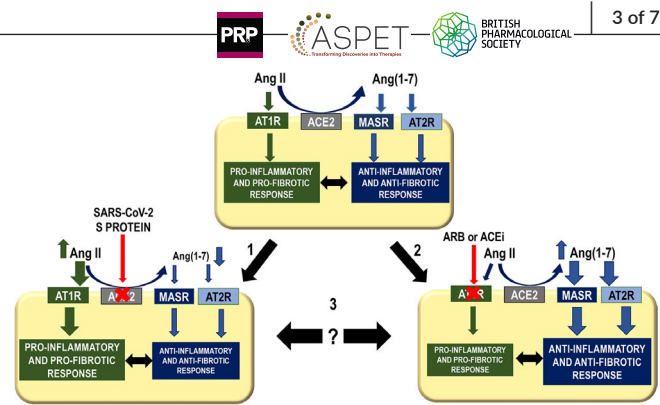 3 of 7
PRP
ASPET
Transforming Discoveries into Therapies
BRITISH
PHARMACOLOGICAL
SOCIETY
Ang II
Ang(1-7)
AT1R
ACE2
MASR
AT2R
PRO-INFLAMMATORY
AND PRO-FIBROTIC
RESPONSE
ANTI-INFLAMMATORY
AND ANTI-FIBROTIC
RESPONSE
SARS-CoV-2
S PROTEIN
1
2
ARB or ACEi
Ang II
Ang(1-7)
Ang II
Ang(1-7)
AT1R
MASR
AT2R
3
?
ACE2
MASR
AT2R
PRO-INFLAMMATORY
AND PRO-FIBROTIC
RESPONSE
ANTI-INFLAMMATORY
AND ANTI-FIBROTIC
RESPONSE
PRO-INFLAMMATORY
AND PRO-FIBROTIC
RESPONSE
ANTI-INFLAMMATORY
AND ANTI-FIBROTIC
RESPONSE